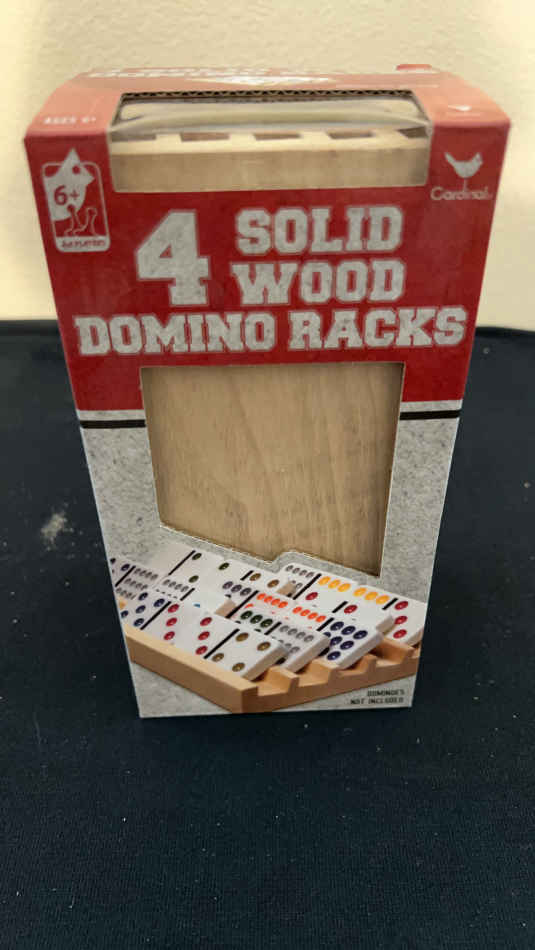 6+
Cardinal
4 SOLID
WOOD
DOMINO RACKS
DOMINOES
NOT INCLUDED